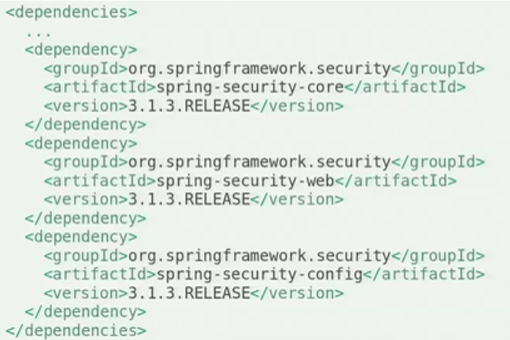 <dependencies>
...
<dependency>
<groupId>org.springframework.security</groupId>
<artifactId>spring-security-core</artifactId>
<version>3.1.3.RELEASE</version>
</dependency>
<dependency>
<groupId>org.springframework.security</groupId>
<artifactId>spring-security-web</artifactId>
<version>3.1.3.RELEASE</version>
</dependency>
<dependency>
<groupId>org.springframework.security</groupId>
<artifactId>spring-security-config</artifactId>
<version>3.1.3.RELEASE</version>
</dependency>
</dependencies>